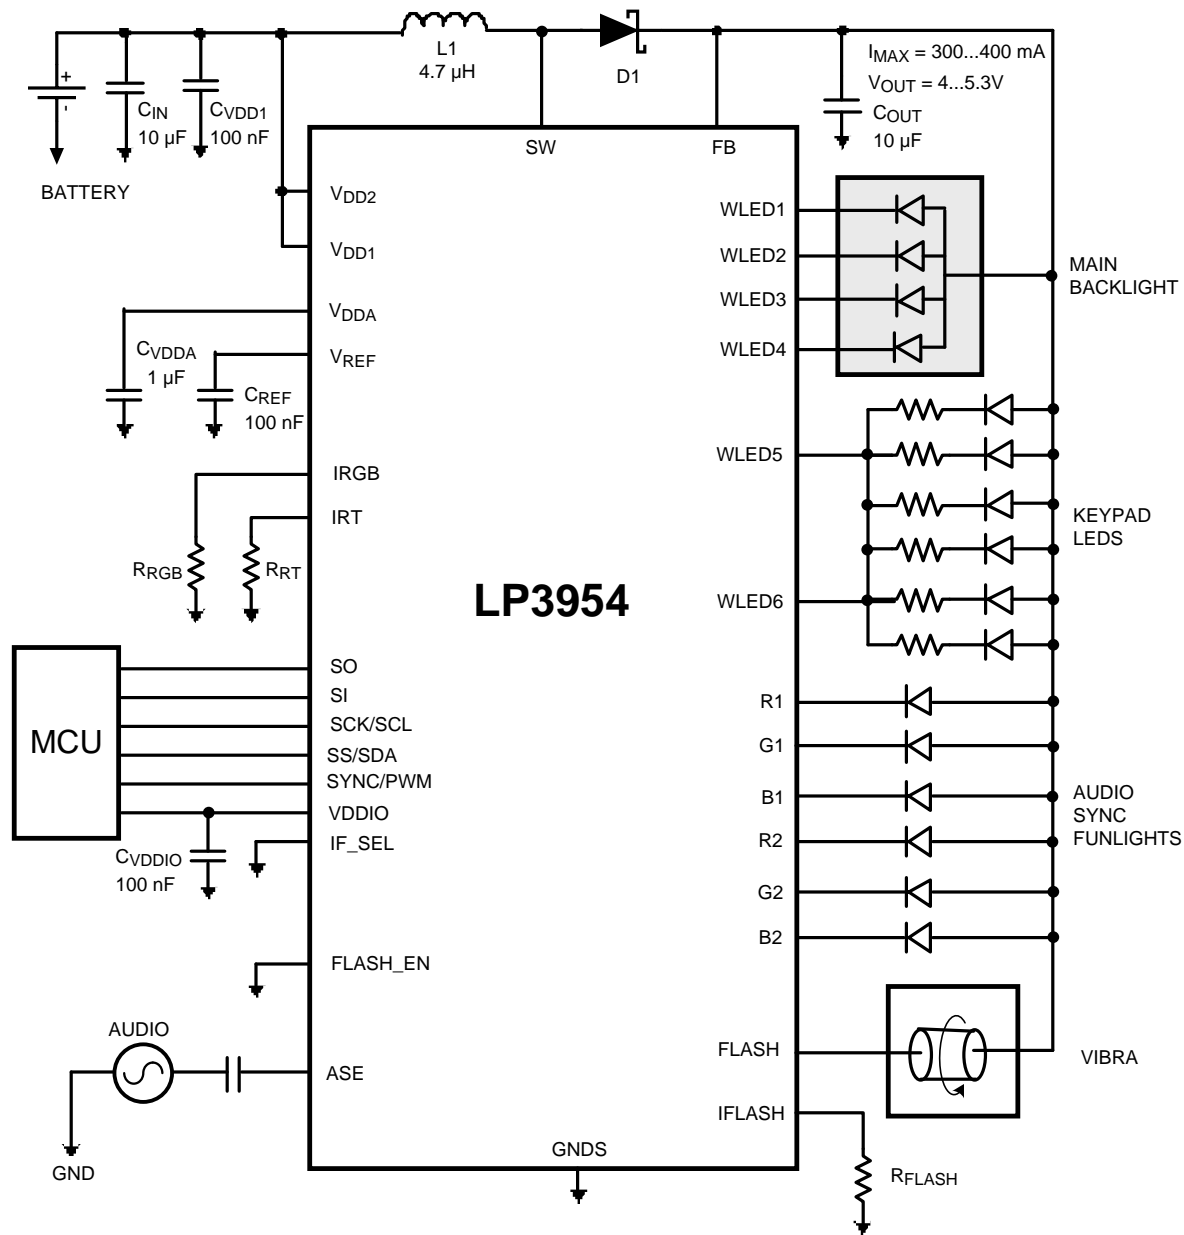 L1
4.7 µH
D1
IMAX = 300...400 mA
VOUT = 4...5.3V
COUT
10 µF
+
-
CIN
10 µF
CVDD1
100 nF
BATTERY
SW
FB
VDD2
VDD1
VDDA
VREF
CVDDA
1 µF
CREF
100 nF
IRGB
IRT
RRGB
RRT
LP3954
WLED1
WLED2
WLED3
WLED4
MAIN
BACKLIGHT
WLED5
WLED6
KEYPAD
LEDS
MCU
SO
SI
SCK/SCL
SS/SDA
SYNC/PWM
VDDIO
IF_SEL
CVDDIO
100 nF
R1
G1
B1
R2
G2
B2
AUDIO
SYNC
FUNLIGHTS
FLASH_EN
AUDIO
ASE
GND
FLASH
VIBRA
IFLASH
RFLASH
GNDS